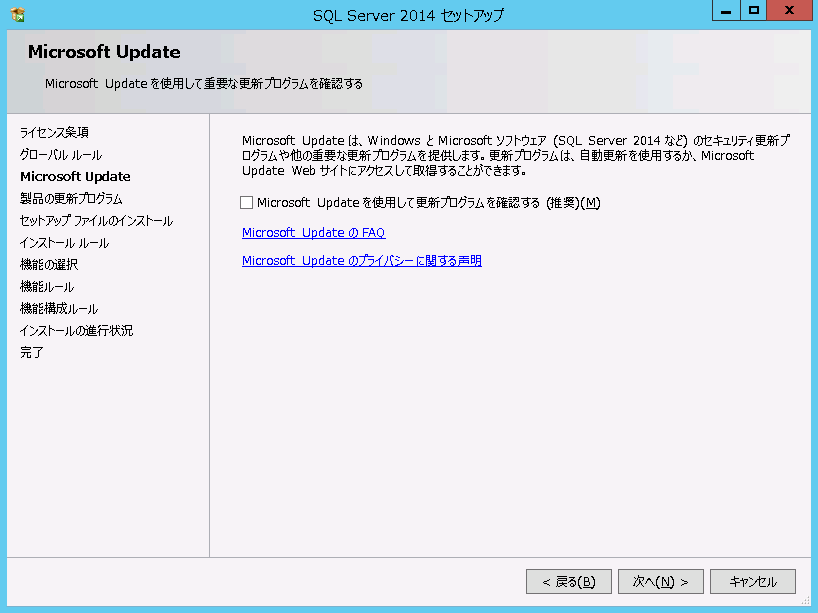 SQL Server 2014 セットアップ
Microsoft Update
Microsoft Update を使用して重要な更新プログラムを確認する
ライセンス条項
グローバル ルール
Microsoft Update
製品の更新プログラム
セットアップ ファイルのインストール
インストール ルール
機能の選択
機能ルール
機能構成ルール
インストールの進行状況
完了
Microsoft Update は、Windows と Microsoft ソフトウェア (SQL Server 2014 など) のセキュリティ更新プ
ログラムや他の重要な更新プログラムを提供します。更新プログラムは、自動更新を使用するか、Microsoft
Update Web サイトにアクセスして取得することができます。
Microsoft Update を使用して更新プログラムを確認する (推奨)(M)
Microsoft Update の FAQ
Microsoft Update のプライバシーに関する声明
< 戻る(B)
次へ(N) >
キャンセル